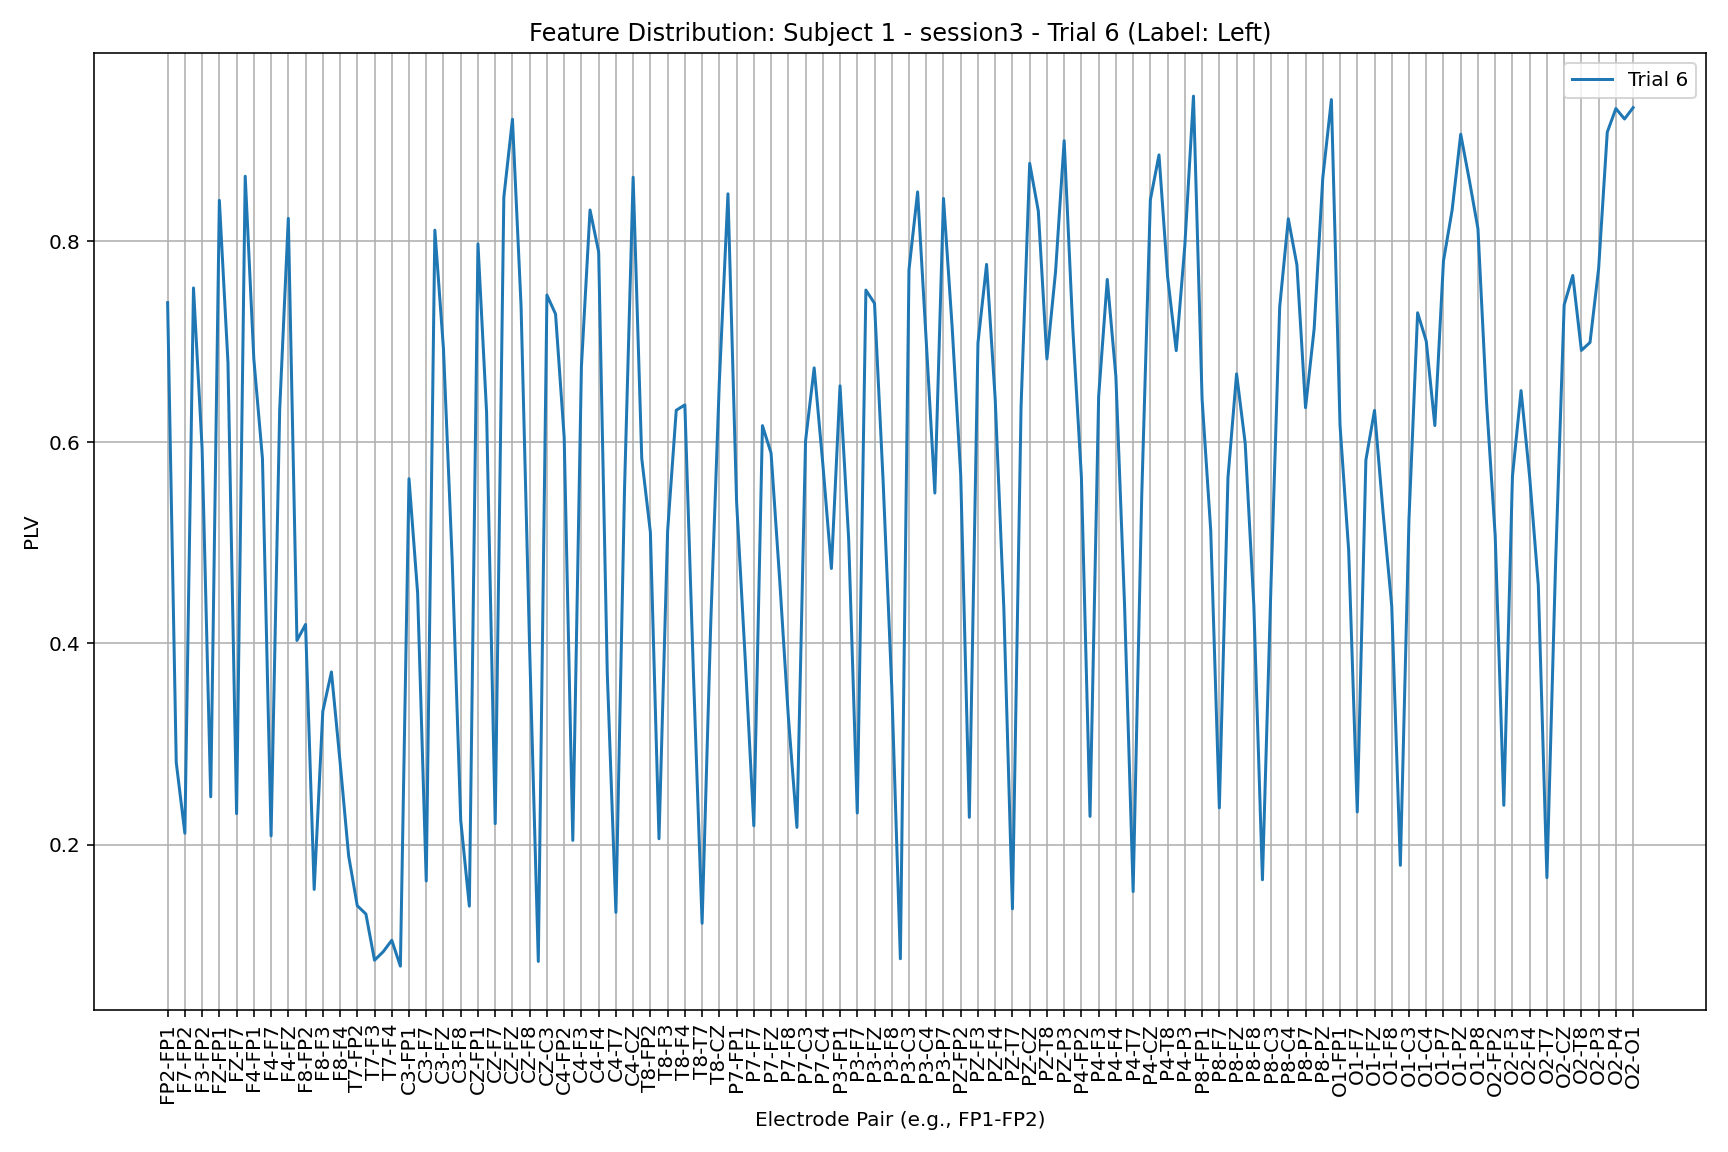 Feature Distribution: Subject 1 - session3 - Trial 6 (Label: Left)
Trial 6
0.8
0.6
0.4
0.2
PLV
FP2-FP1
F7-FP2
F3-FP2
FZ-FP1
FZ-F7
F4-FP1
F4-F7
F4-FZ
F8-FP2
F8-F3
F8-F4
T7-FP2
T7-F3
T7-F4
C3-FP1
C3-F7
C3-FZ
C3-F8
CZ-FP1
CZ-F7
CZ-FZ
CZ-F8
CZ-C3
C4-FP2
C4-F3
C4-F4
C4-T7
C4-CZ
T8-FP2
T8-F3
T8-F4
T8-T7
T8-CZ
P7-FP1
P7-F7
P7-FZ
P7-F8
P7-C3
P7-C4
P3-FP1
P3-F7
P3-FZ
P3-F8
P3-C3
P3-C4
P3-P7
PZ-FP2
PZ-F3
PZ-F4
PZ-T7
PZ-CZ
PZ-T8
PZ-P3
P4-FP2
P4-F3
P4-F4
P4-T7
P4-CZ
P4-T8
P4-P3
P8-FP1
P8-F7
P8-FZ
P8-F8
P8-C3
P8-C4
P8-P7
P8-PZ
O1-FP1
O1-F7
O1-FZ
O1-F8
O1-C3
O1-C4
O1-P7
O1-PZ
O1-P8
O2-FP2
O2-F3
O2-F4
O2-T7
O2-CZ
O2-T8
O2-P3
O2-P4
O2-O1
Electrode Pair (e.g., FP1-FP2)